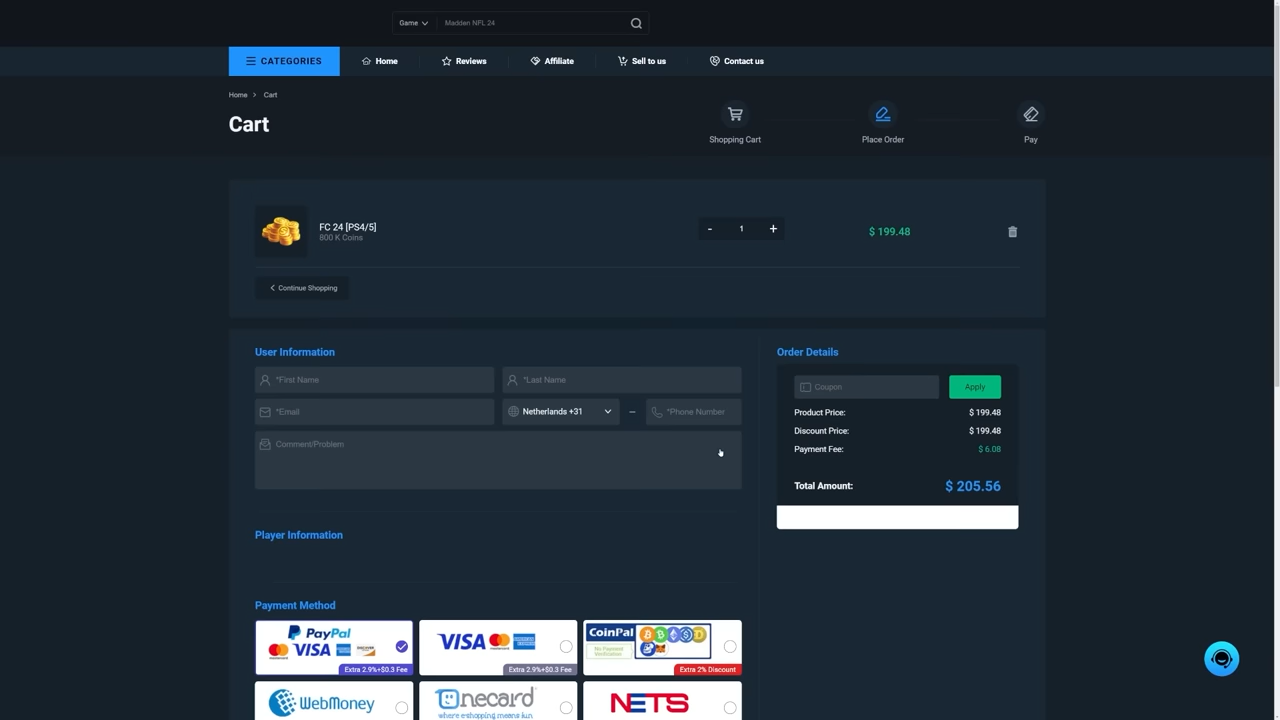 Game
Madden NFL 24
CATEGORIES
Home
Reviews
Affiliate
Sell to us
Contact us
Home > Cart
Cart
Shopping Cart
Place Order
Pay
FC 24 [PS4/5]
800 K Coins
- 1 +
$ 199.48
< Continue Shopping
User Information
*First Name
*Last Name
*Email
Netherlands +31
–
*Phone Number
Comment/Problem
Order Details
Coupon
Apply
Product Price: $ 199.48
Discount Price: $ 199.48
Payment Fee: $ 6.08
Total Amount: $ 205.56
Player Information
Payment Method
PayPal
VISA
DISCOVER
Extra 2.9%+$0.3 Fee
VISA
Extra 2.9%+$0.3 Fee
CoinPal
No Payment
Verification
Extra 2% Discount
WebMoney
onecard
where eshopping means fun
NETS